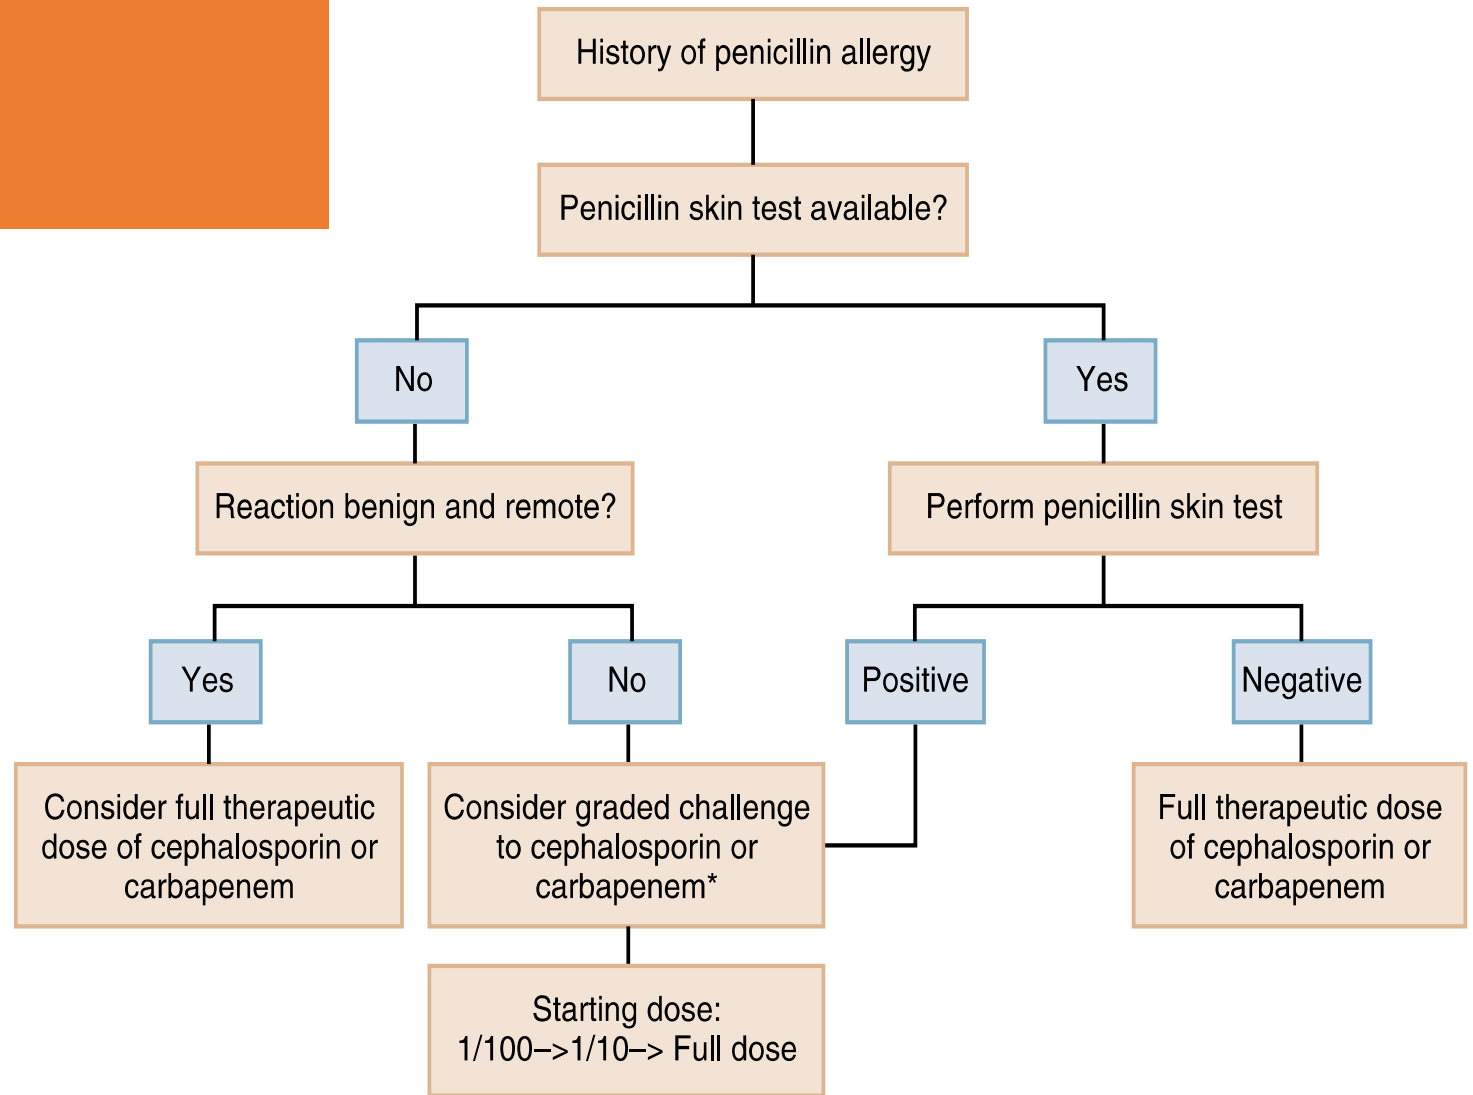 History of penicillin allergy
Penicillin skin test available?
No
Yes
Reaction benign and remote?
Perform penicillin skin test
Yes
No
Positive
Negative
Consider full therapeutic
dose of cephalosporin or
carbapenem
Consider graded challenge
to cephalosporin or
carbapenem*
Full therapeutic dose
of cephalosporin or
carbapenem
Starting dose:
1/100–>1/10–> Full dose